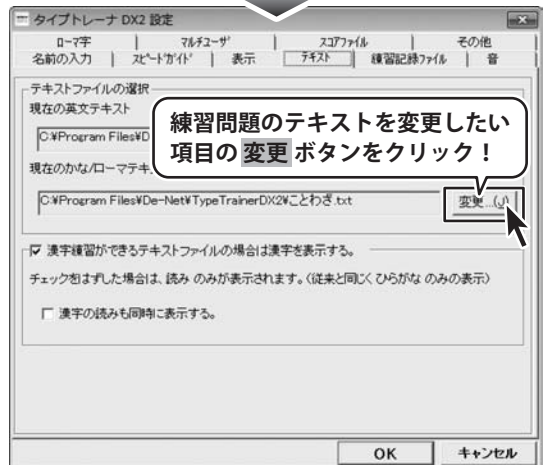 タイプトレーナ DX2 設定
ローマ字 マルチユーザ スコアファイル その他
名前の入力 スピードガイド 表示 テキスト 練習記録ファイル 音
テキストファイルの選択
現在の英文テキスト
C:¥Program Files¥D
練習問題のテキストを変更したい
項目の 変更 ボタンをクリック！
現在のかな/ローマテキ
C:¥Program Files¥De-Net¥TypeTrainerDX2¥ことわざ.txt
変更...(J)
漢字練習ができるテキストファイルの場合は漢字を表示する。
チェックをはずした場合は、読み のみが表示されます。（従来と同じく ひらがな のみの表示）
漢字の読みも同時に表示する。
OK キャンセル